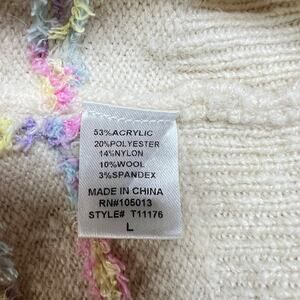 53%ACRYLIC
20%POLYESTER
14%NYLON
10%WOOL
3%SPANDEX
MADE IN CHINA
RN#105013
STYLE# T11176
L